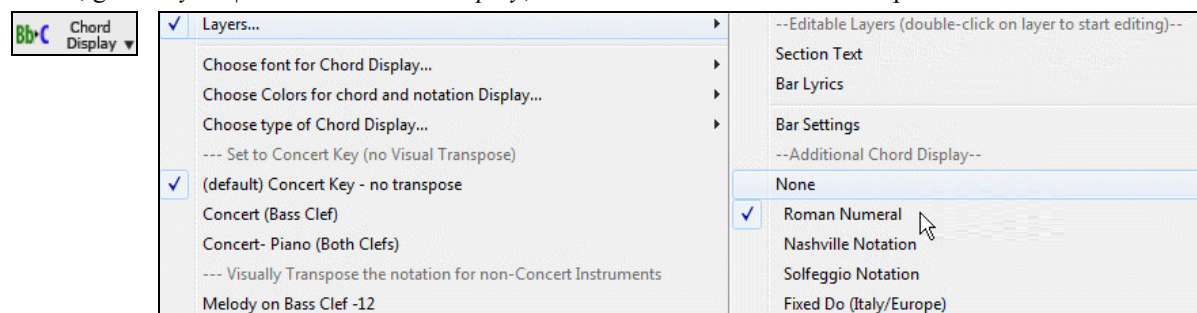 Bb▸C Chord Display ▼
Layers...
Choose font for Chord Display...
Choose Colors for chord and notation Display...
Choose type of Chord Display...
--- Set to Concert Key (no Visual Transpose)
(default) Concert Key - no transpose
Concert (Bass Clef)
Concert- Piano (Both Clefs)
--- Visually Transpose the notation for non-Concert Instruments
Melody on Bass Clef -12
--Editable Layers (double-click on layer to start editing)--
Section Text
Bar Lyrics
Bar Settings
--Additional Chord Display--
None
Roman Numeral
Nashville Notation
Solfeggio Notation
Fixed Do (Italy/Europe)